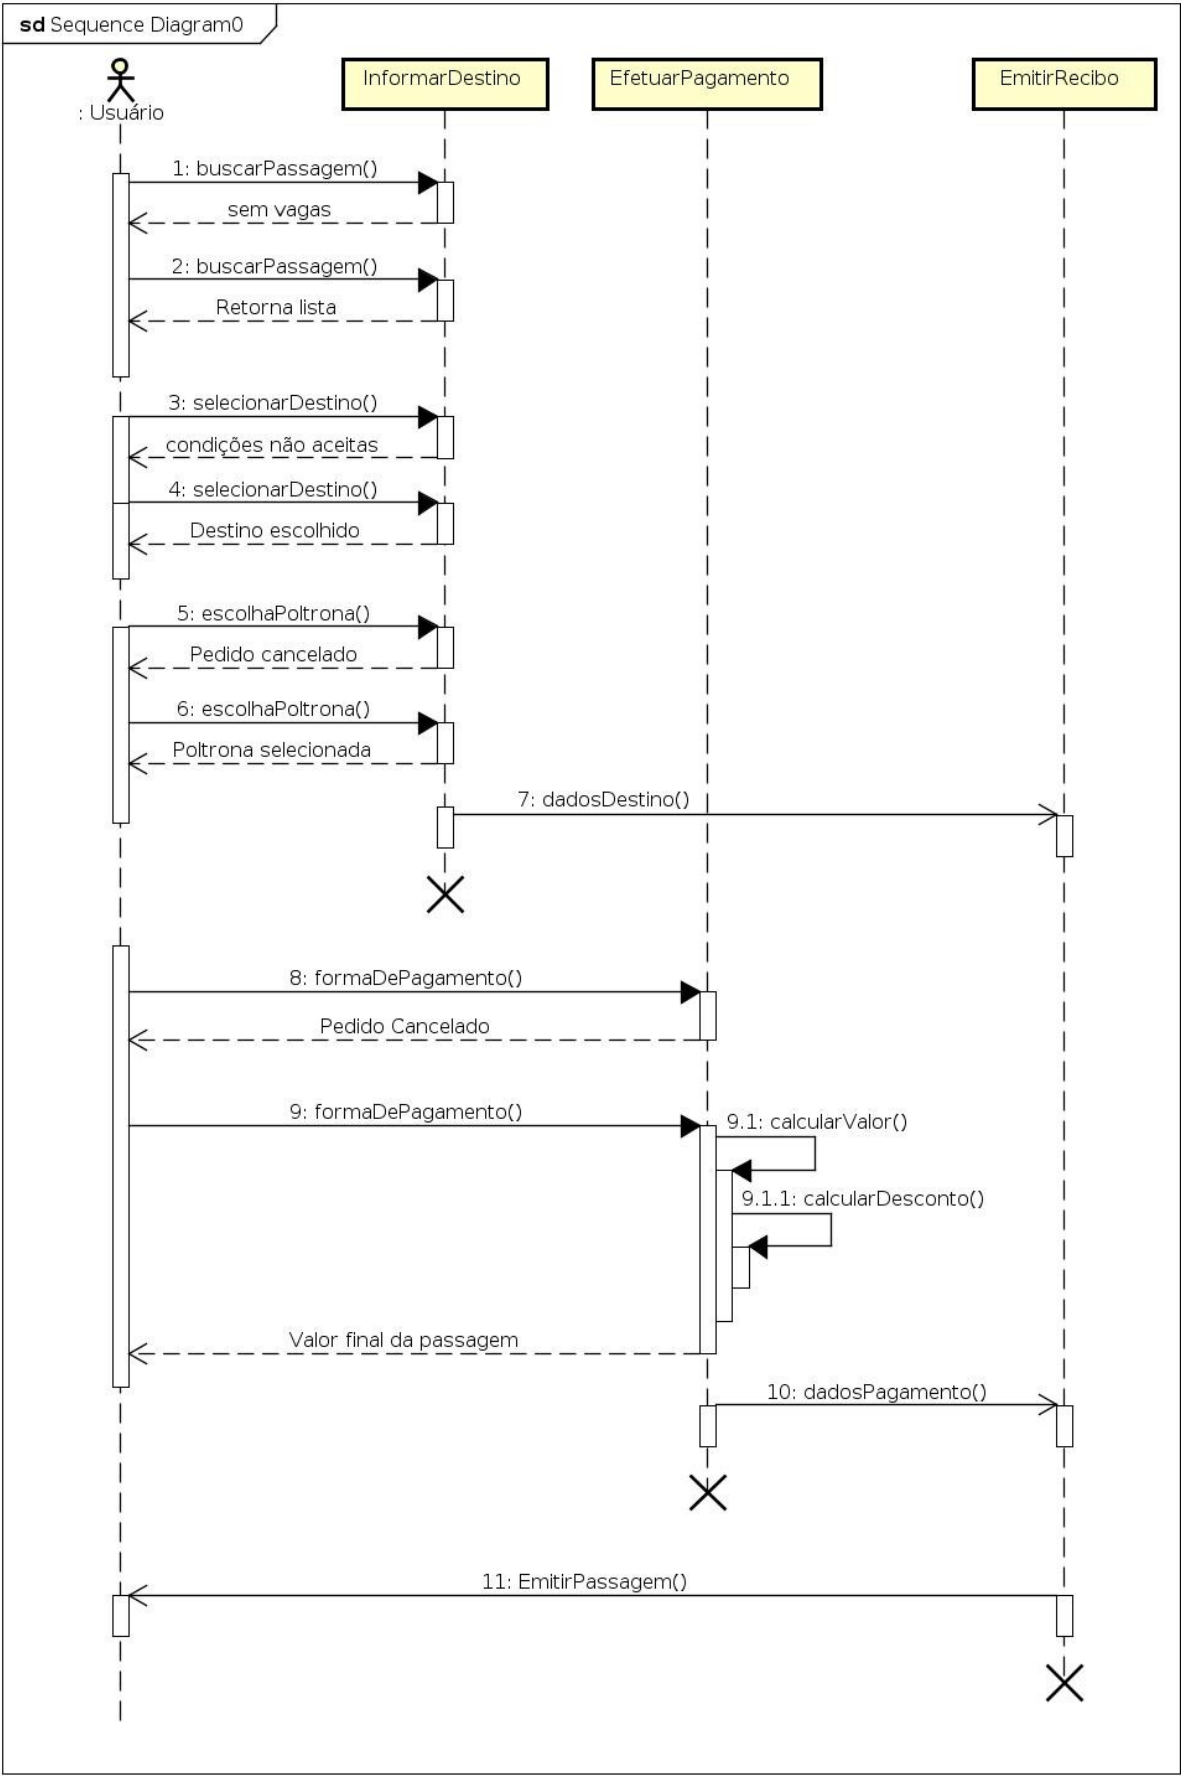 sd Sequence Diagram0
: Usuário
InformarDestino
EfetuarPagamento
EmitirRecibo
1: buscarPassagem()
sem vagas
2: buscarPassagem()
Retorna lista
3: selecionarDestino()
condições não aceitas
4: selecionarDestino()
Destino escolhido
5: escolhaPoltrona()
Pedido cancelado
6: escolhaPoltrona()
Poltrona selecionada
7: dadosDestino()
8: formaDePagamento()
Pedido Cancelado
9: formaDePagamento()
9.1: calcularValor()
9.1.1: calcularDesconto()
Valor final da passagem
10: dadosPagamento()
11: EmitirPassagem()